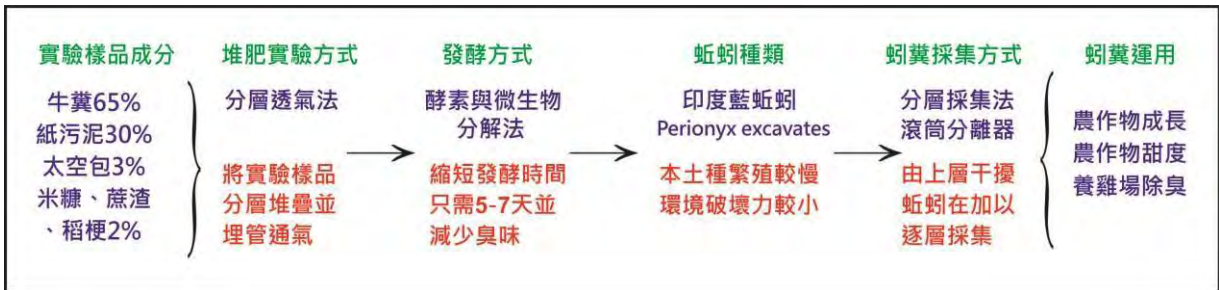 實驗樣品成分
牛糞65%
紙污泥30%
太空包3%
米糠、蔗渣
、稻梗2%
堆肥實驗方式
分層透氣法
將實驗樣品
分層堆疊並
埋管通氣
發酵方式
酵素與微生物
分解法
縮短發酵時間
只需5-7天並
減少臭味
蚯蚓種類
印度藍蚯蚓
Perionyx excavates
本土種繁殖較慢
環境破壞力較小
蚓糞採集方式
分層採集法
滾筒分離器
由上層干擾
蚯蚓在加以
逐層採集
蚓糞運用
農作物成長
農作物甜度
養雞場除臭